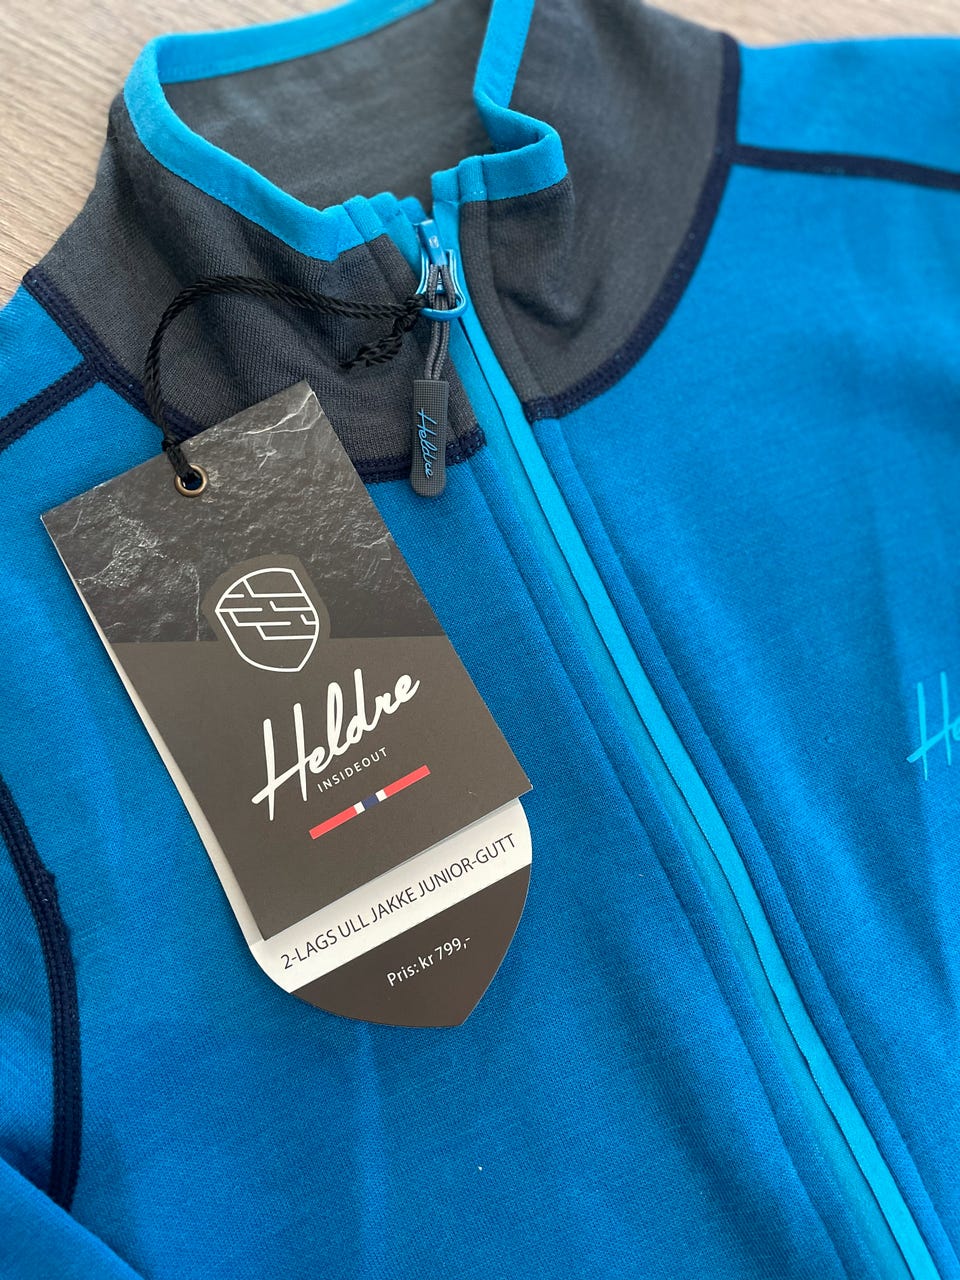 Heldre
Heldre
INSIDEOUT
2-LAGS ULL JAKKE JUNIOR-GUTT
Pris: kr 799,-